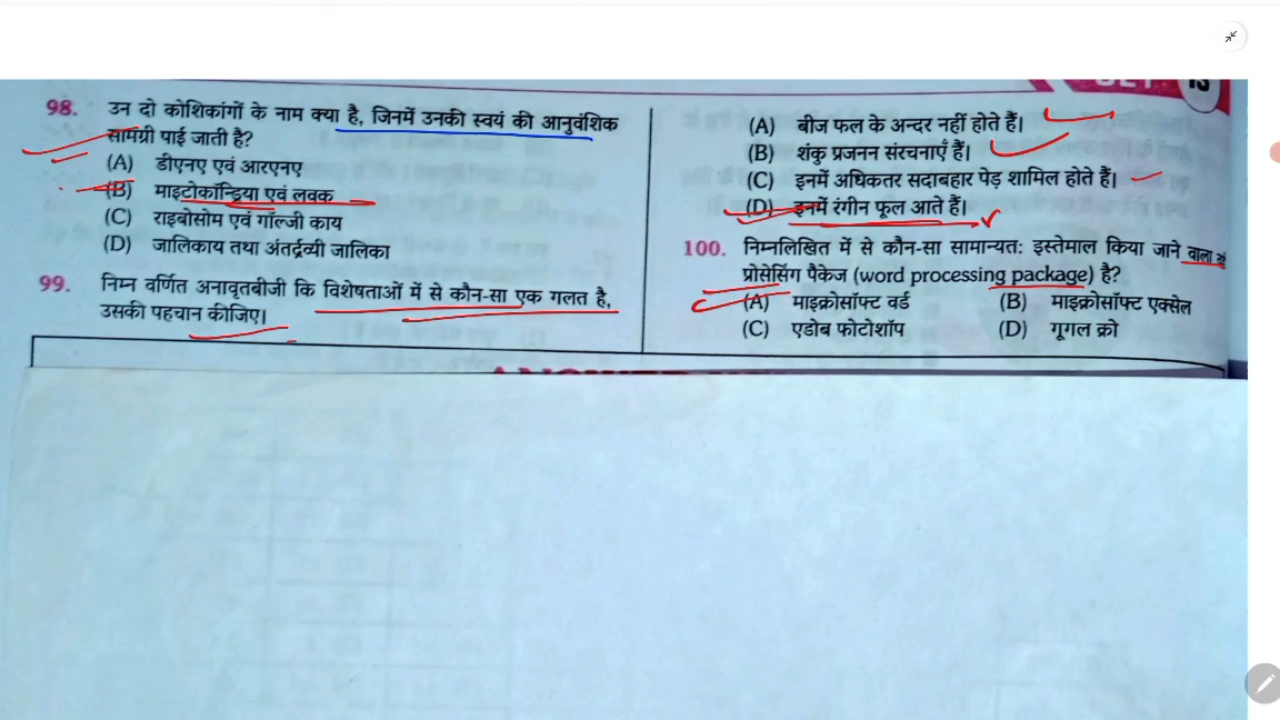 98. उन दो कोशिकांगों के नाम क्या है, जिनमें उनकी स्वयं की आनुवंशिक
सामग्री पाई जाती है?
(A) डीएनए एवं आरएनए
(B) माइटोकॉन्ड्रिया एवं लवक
(C) राइबोसोम एवं गॉल्जी काय
(D) जालिकाय तथा अंतर्द्रव्यी जालिका
99. निम्न वर्णित अनावृतबीजी कि विशेषताओं में से कौन-सा एक गलत है,
उसकी पहचान कीजिए।
(A) बीज फल के अन्दर नहीं होते हैं।
(B) शंकु प्रजनन संरचनाएँ हैं।
(C) इनमें अधिकतर सदाबहार पेड़ शामिल होते हैं।
(D) इनमें रंगीन फूल आते हैं।
100. निम्नलिखित में से कौन-सा सामान्यतः इस्तेमाल किया जाने वाला
प्रोसेसिंग पैकेज (word processing package) है?
(A) माइक्रोसॉफ्ट वर्ड (B) माइक्रोसॉफ्ट एक्सेल
(C) एडोब फोटोशॉप (D) गूगल क्रो